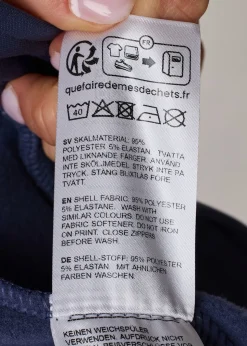 FR
quefairedemesdechets.fr
40
SV SKALMATERIAL: 95%
POLYESTER 5% ELASTAN TVÄTTA
MED LIKNANDE FÄRGER. ANVÄND
INTE SKÖLJMEDEL. STRYK INTE PÅ
TRYCK. STÄNG BLIXTLÅS FÖRE
TVÄTT.
EN SHELL FABRIC: 95% POLYESTER
5% ELASTANE. WASH WITH
SIMILAR COLOURS. DO NOT USE
FABRIC SOFTENER. DO NOT IRON
ON PRINT. CLOSE ZIPPERS
BEFORE WASH.
DE SHELL-STOFF: 95% POLYESTER
5% ELASTAN MIT ÄHNLICHEN
FARBEN WASCHEN.
KEINEN WEICHSPÜLER
VERWENDEN. AUFDRUCK NICHT